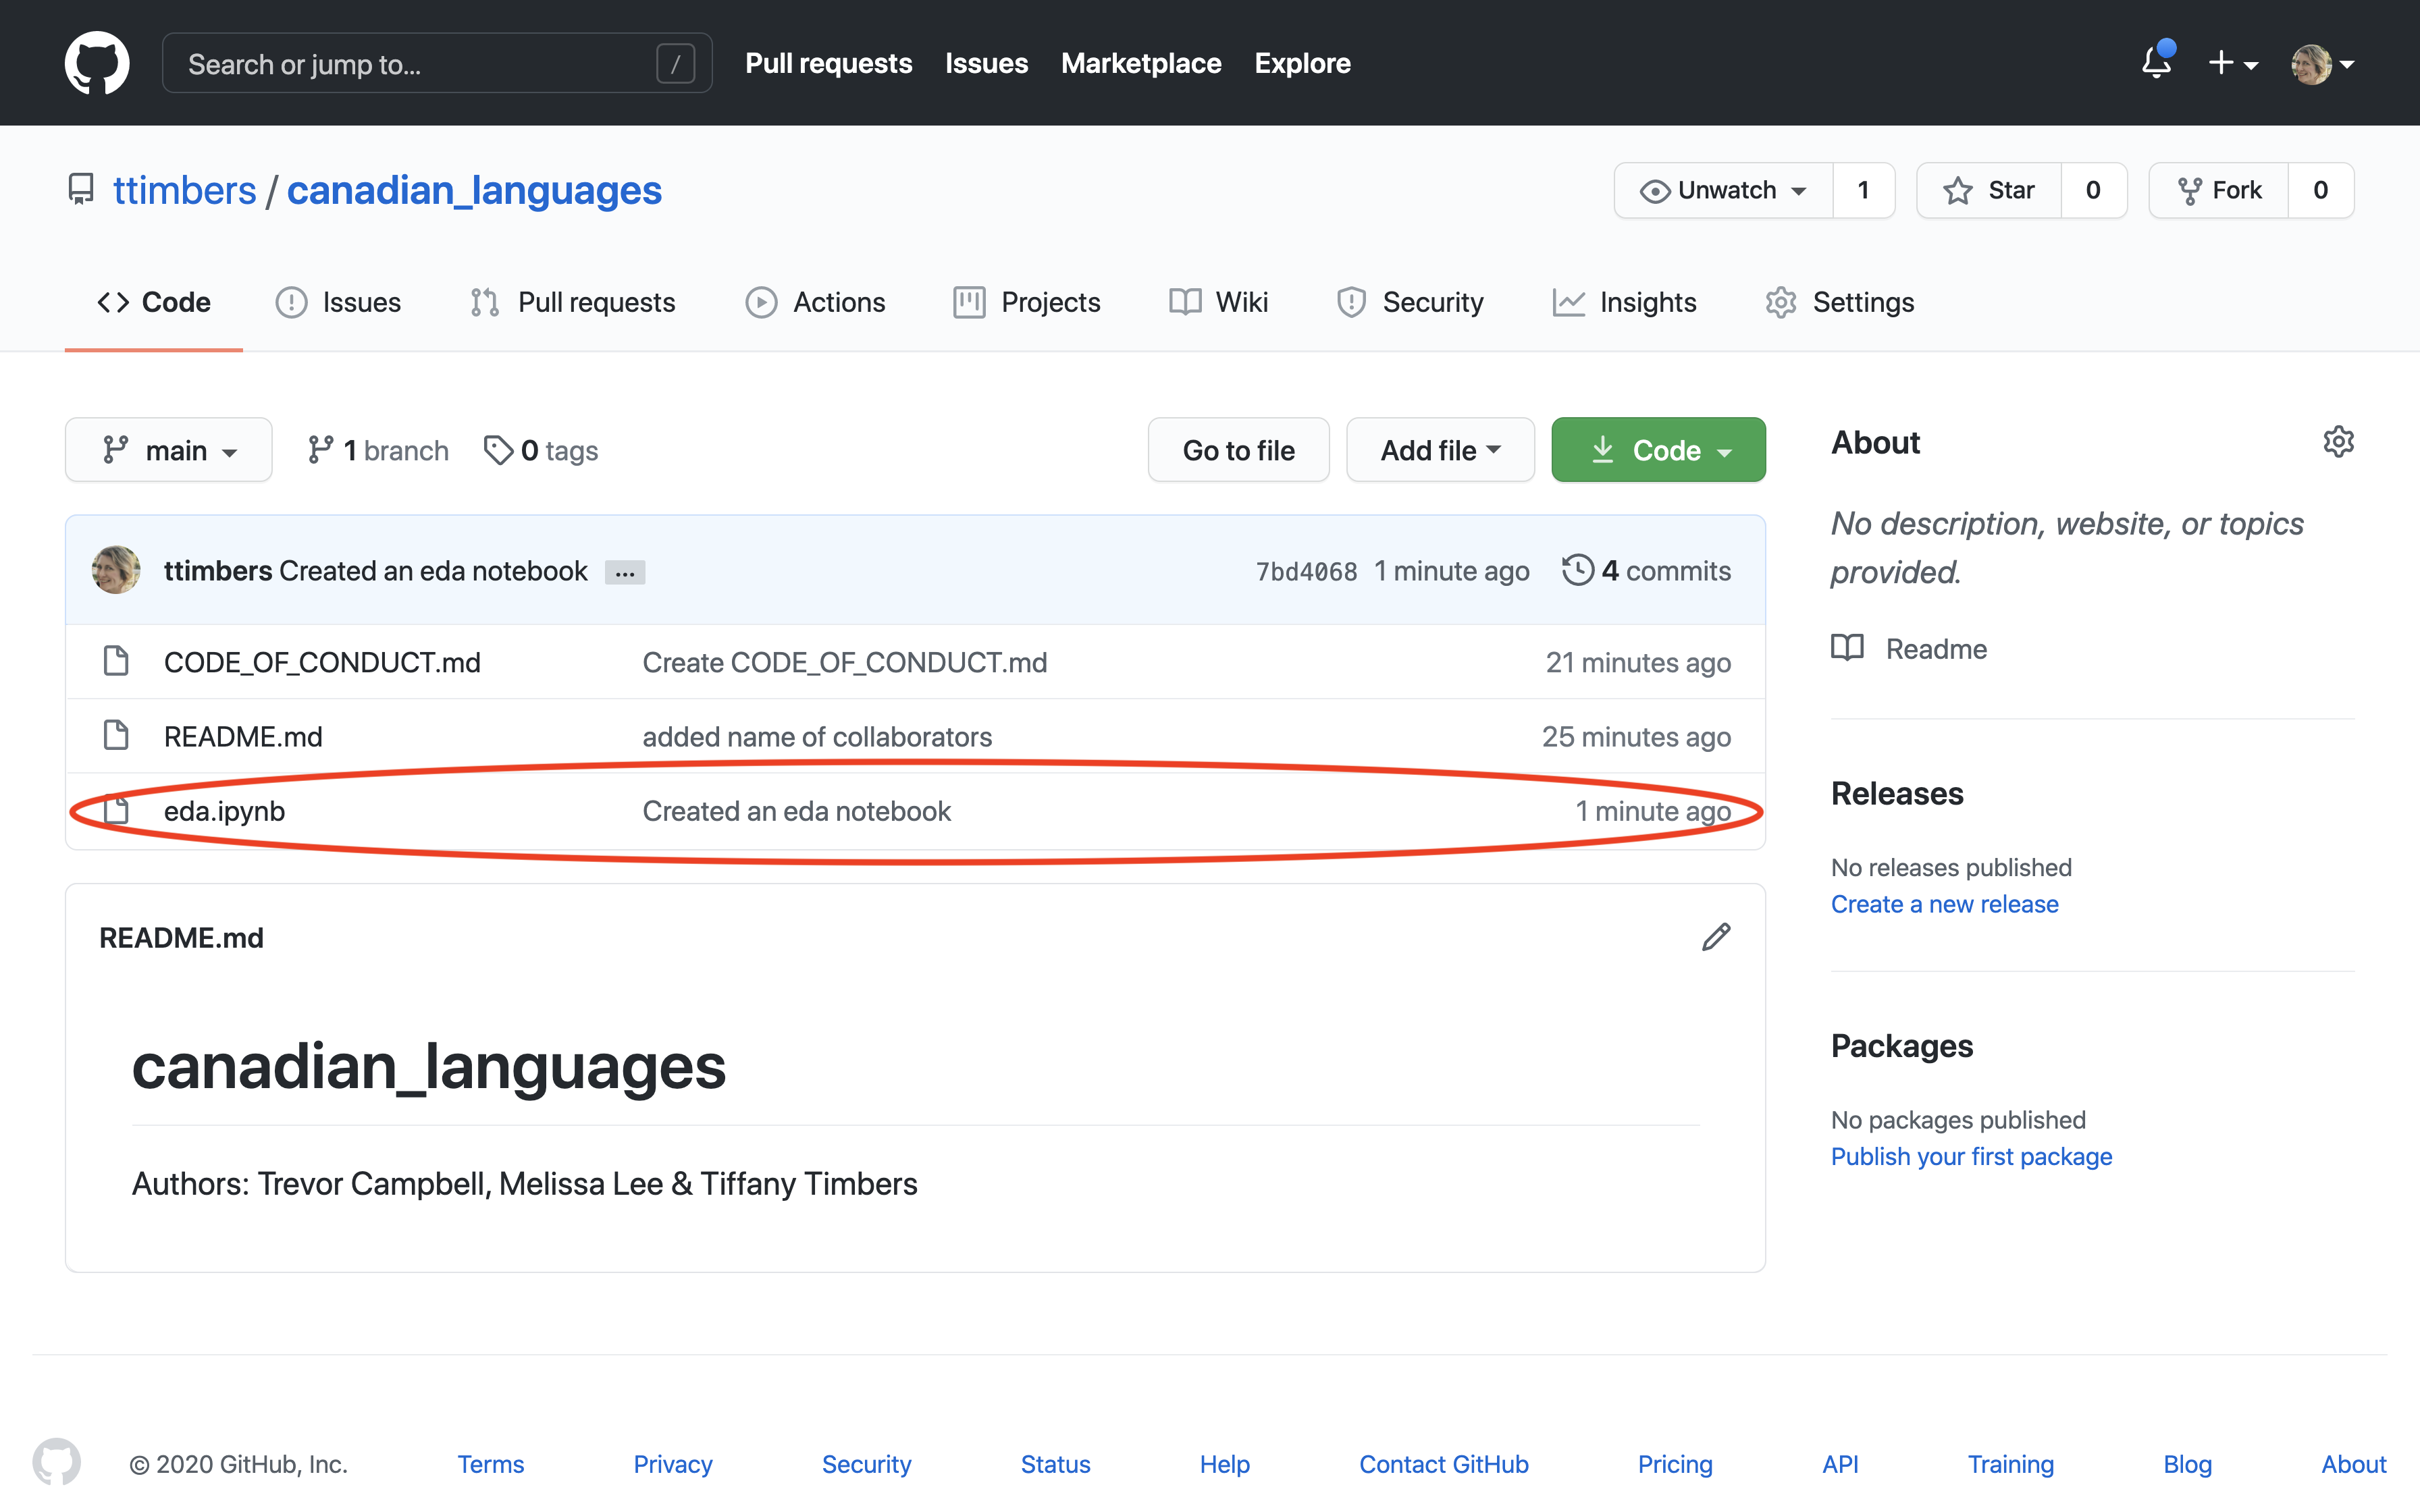 Search or jump to... / Pull requests Issues Marketplace Explore
ttimbers / canadian_languages Unwatch 1 Star 0 Fork 0
Code Issues Pull requests Actions Projects Wiki Security Insights Settings
main 1 branch 0 tags Go to file Add file Code
ttimbers Created an eda notebook ... 7bd4068 1 minute ago 4 commits
CODE_OF_CONDUCT.md Create CODE_OF_CONDUCT.md 21 minutes ago
README.md added name of collaborators 25 minutes ago
eda.ipynb Created an eda notebook 1 minute ago
README.md
canadian_languages
Authors: Trevor Campbell, Melissa Lee & Tiffany Timbers
About
No description, website, or topics
provided.
Readme
Releases
No releases published
Create a new release
Packages
No packages published
Publish your first package
© 2020 GitHub, Inc. Terms Privacy Security Status Help Contact GitHub Pricing API Training Blog About